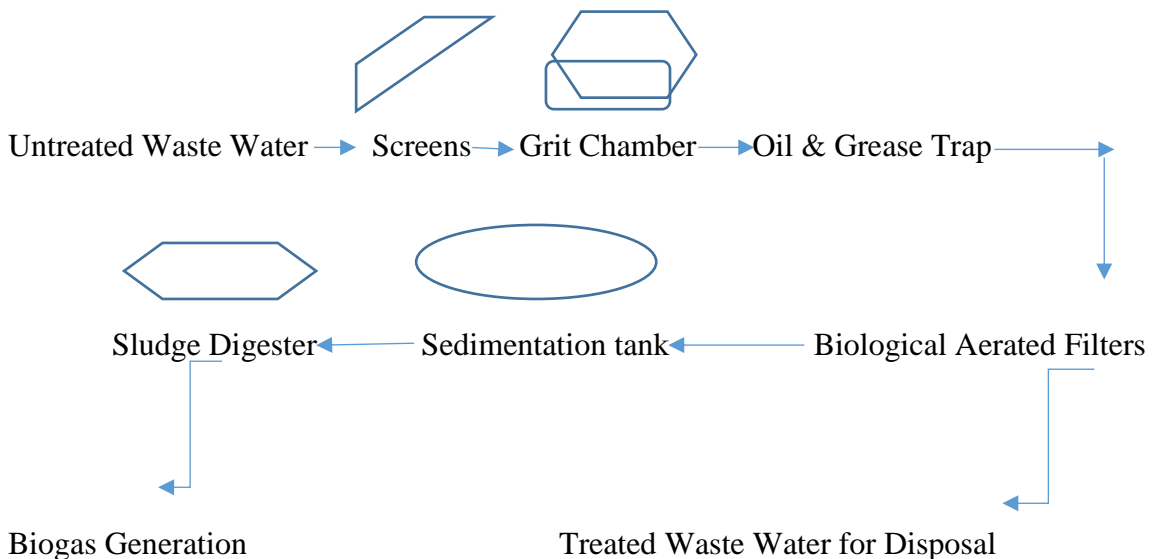 Untreated Waste Water Screens Grit Chamber Oil & Grease Trap
Sludge Digester Sedimentation tank Biological Aerated Filters
Biogas Generation Treated Waste Water for Disposal